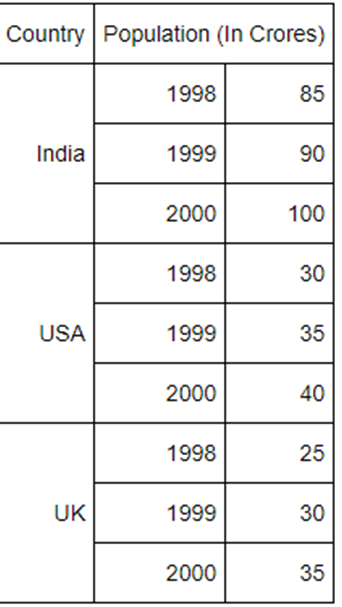 Country Population (In Crores)
1998 85
India 1999 90
2000 100
1998 30
USA 1999 35
2000 40
1998 25
UK 1999 30
2000 35